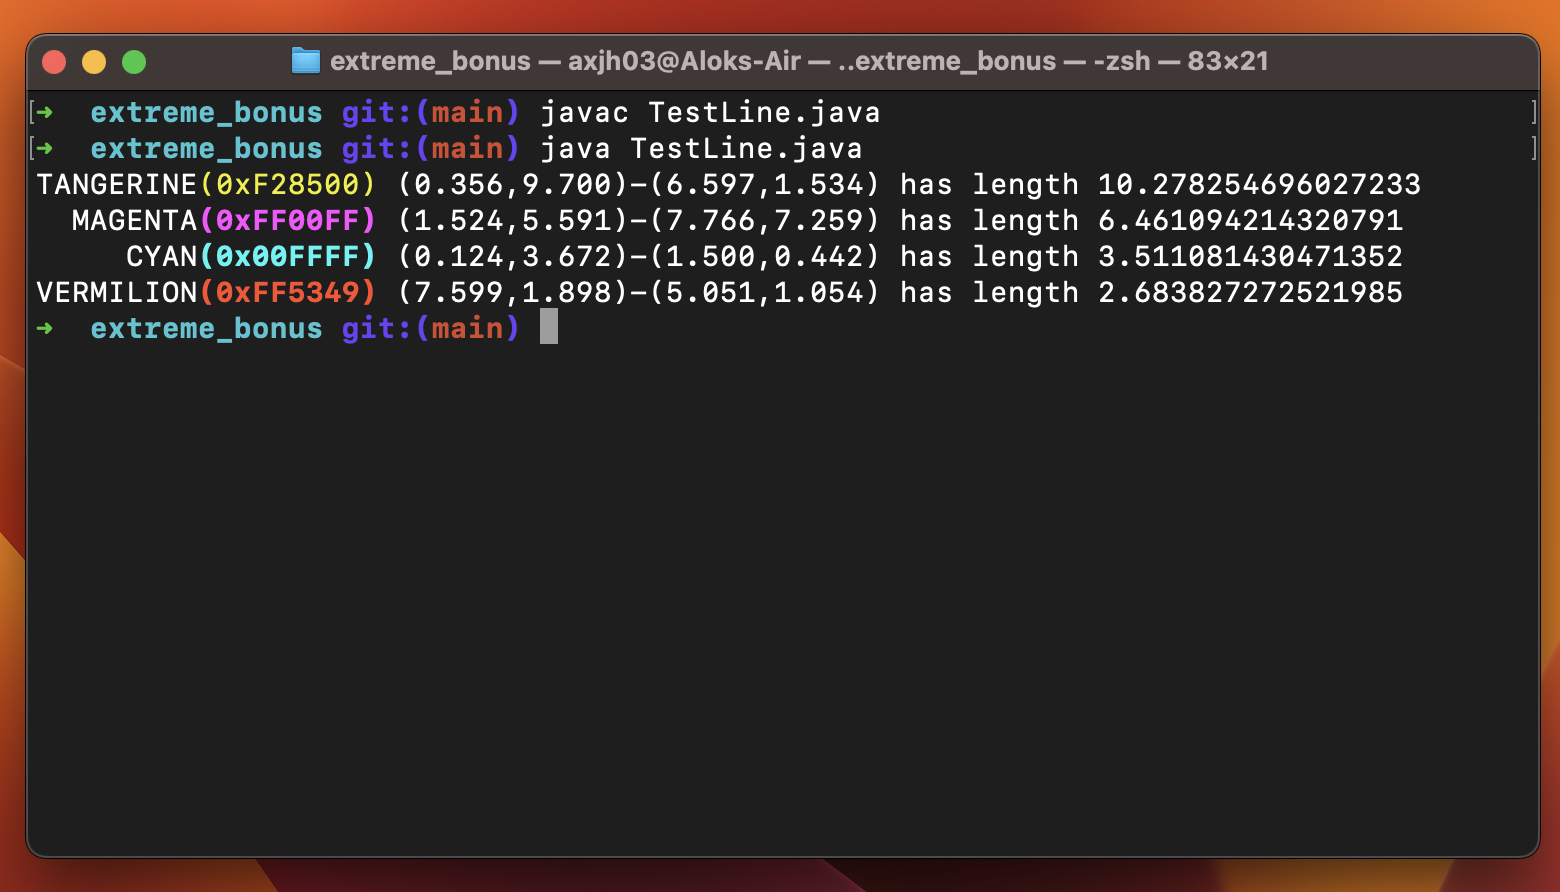 extreme_bonus — axjh03@Aloks-Air — ..extreme_bonus — -zsh — 83×21
[➜  extreme_bonus git:(main) javac TestLine.java ]
[➜  extreme_bonus git:(main) java TestLine.java ]
TANGERINE(0xF28500) (0.356,9.700)-(6.597,1.534) has length 10.278254696027233
  MAGENTA(0xFF00FF) (1.524,5.591)-(7.766,7.259) has length 6.461094214320791
     CYAN(0x00FFFF) (0.124,3.672)-(1.500,0.442) has length 3.511081430471352
VERMILION(0xFF5349) (7.599,1.898)-(5.051,1.054) has length 2.683827272521985
➜  extreme_bonus git:(main)